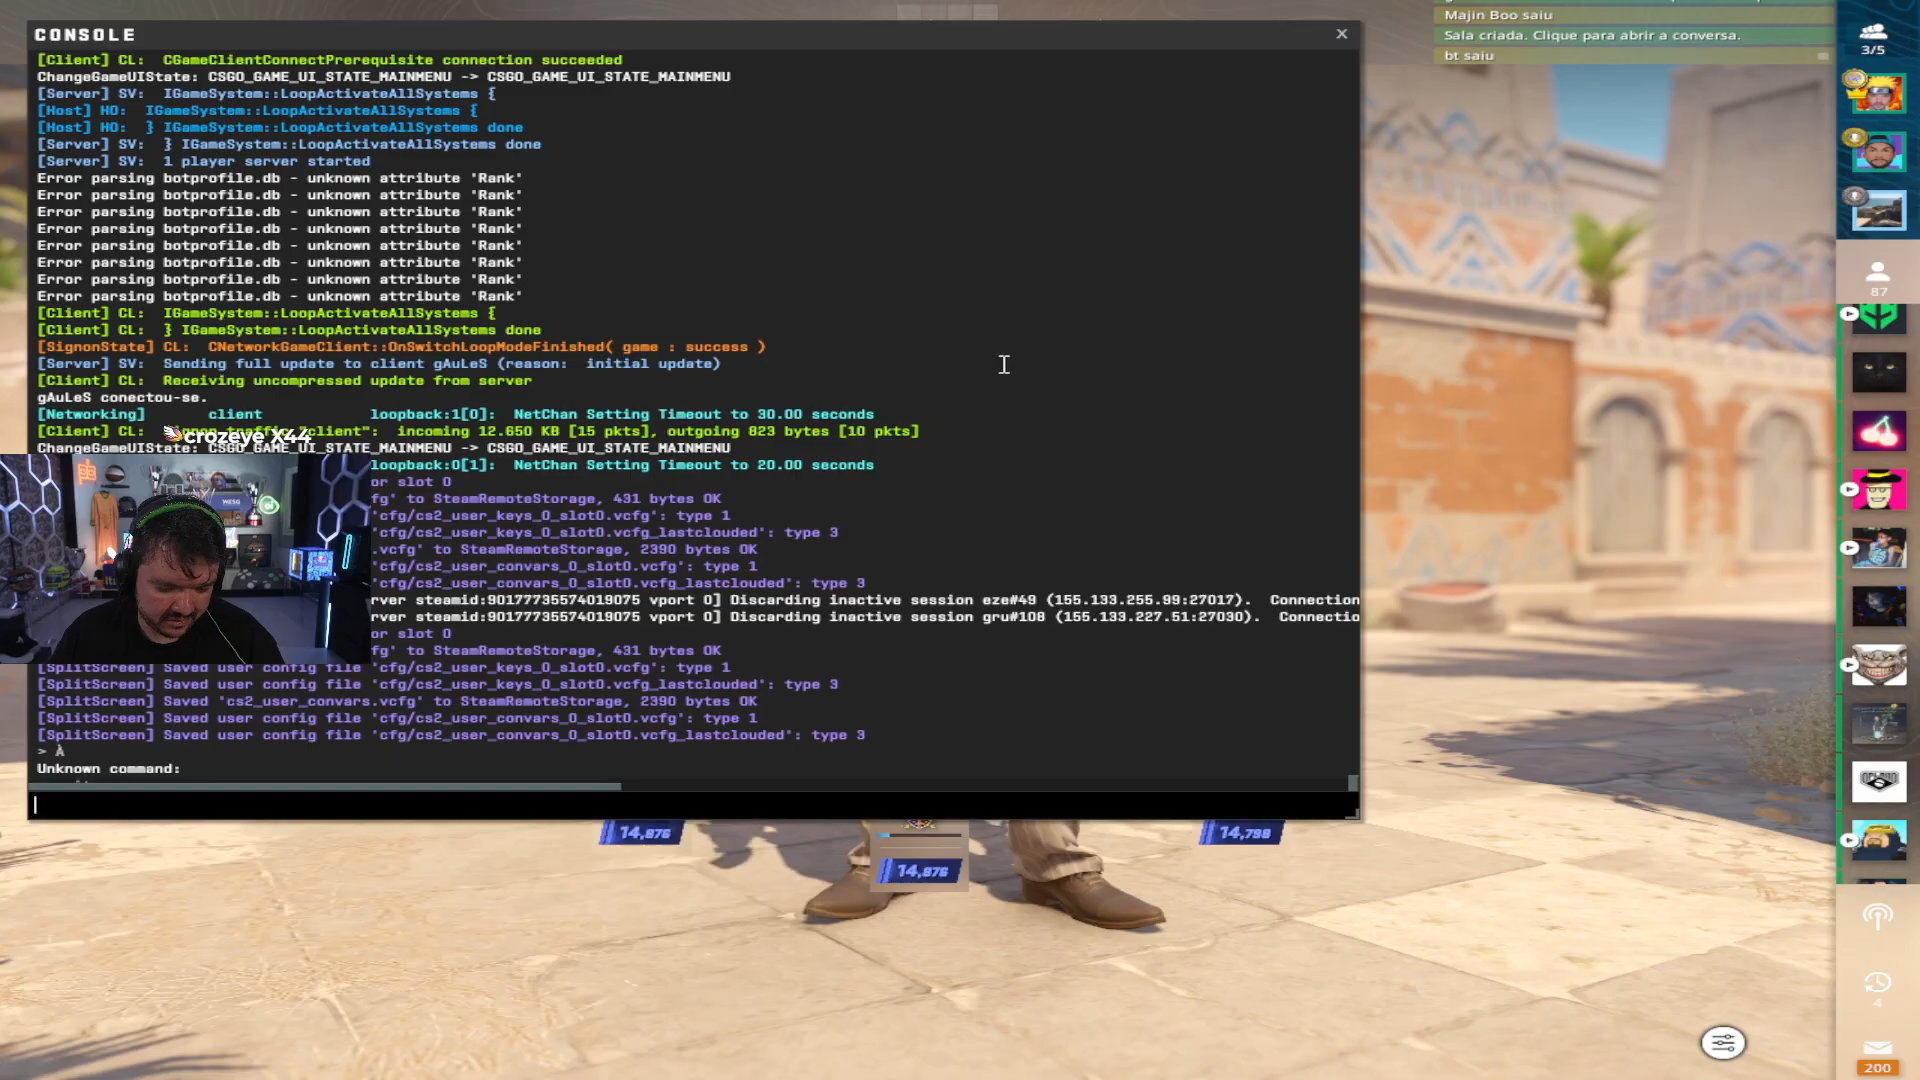 CONSOLE
[Client] CL: CGameClientConnectPrerequisite connection succeeded
ChangeGameUIState: CSGO_GAME_UI_STATE_MAINMENU -> CSGO_GAME_UI_STATE_MAINMENU
[Server] SV: IGameSystem::LoopActivateAllSystems {
[Host] HO: IGameSystem::LoopActivateAllSystems {
[Host] HO: } IGameSystem::LoopActivateAllSystems done
[Server] SV: } IGameSystem::LoopActivateAllSystems done
[Server] SV: 1 player server started
Error parsing botprofile.db - unknown attribute 'Rank'
Error parsing botprofile.db - unknown attribute 'Rank'
Error parsing botprofile.db - unknown attribute 'Rank'
Error parsing botprofile.db - unknown attribute 'Rank'
Error parsing botprofile.db - unknown attribute 'Rank'
Error parsing botprofile.db - unknown attribute 'Rank'
Error parsing botprofile.db - unknown attribute 'Rank'
Error parsing botprofile.db - unknown attribute 'Rank'
[Client] CL: IGameSystem::LoopActivateAllSystems {
[Client] CL: } IGameSystem::LoopActivateAllSystems done
[SignonState] CL: CNetworkGameClient::OnSwitchLoopModeFinished( game : success )
[Server] SV: Sending full update to client gAuLeS (reason: initial update)
[Client] CL: Receiving uncompressed update from server
gAuLeS conectou-se.
[Networking] client loopback:1[0]: NetChan Setting Timeout to 30.00 seconds
[Client] CL: "client": incoming 12.650 KB [15 pkts], outgoing 823 bytes [10 pkts]
crozeye X44
ChangeGameUIState: CSGO_GAME_UI_STATE_MAINMENU -> CSGO_GAME_UI_STATE_MAINMENU
loopback:0[1]: NetChan Setting Timeout to 20.00 seconds
or slot 0
fg' to SteamRemoteStorage, 431 bytes OK
'cfg/cs2_user_keys_0_slot0.vcfg': type 1
'cfg/cs2_user_keys_0_slot0.vcfg_lastclouded': type 3
.vcfg' to SteamRemoteStorage, 2390 bytes OK
'cfg/cs2_user_convars_0_slot0.vcfg': type 1
'cfg/cs2_user_convars_0_slot0.vcfg_lastclouded': type 3
rver steamid:90177735574019075 vport 0] Discarding inactive session eze#49 (155.133.255.99:27017). Connection
rver steamid:90177735574019075 vport 0] Discarding inactive session gru#108 (155.133.227.51:27030). Connectio
or slot 0
fg' to SteamRemoteStorage, 431 bytes OK
[SplitScreen] Saved user config file 'cfg/cs2_user_keys_0_slot0.vcfg': type 1
[SplitScreen] Saved user config file 'cfg/cs2_user_keys_0_slot0.vcfg_lastclouded': type 3
[SplitScreen] Saved 'cs2_user_convars.vcfg' to SteamRemoteStorage, 2390 bytes OK
[SplitScreen] Saved user config file 'cfg/cs2_user_convars_0_slot0.vcfg': type 1
[SplitScreen] Saved user config file 'cfg/cs2_user_convars_0_slot0.vcfg_lastclouded': type 3
> À
Unknown command:
WESG
14,876
14,876
14,798
Majin Boo saiu
Sala criada. Clique para abrir a conversa.
bt saiu
3/5
87
4
200